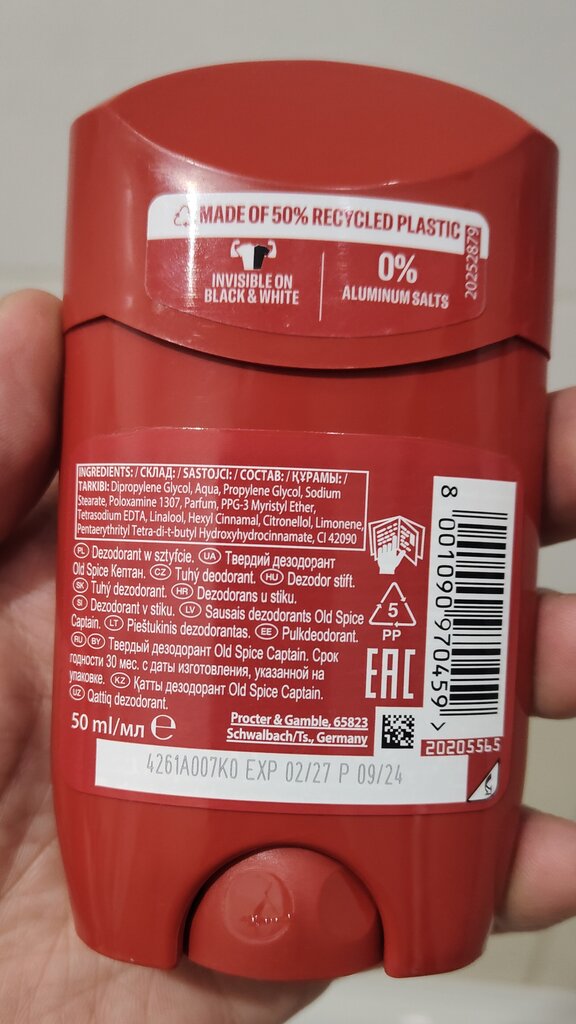 MADE OF 50% RECYCLED PLASTIC
INVISIBLE ON
BLACK & WHITE
0%
ALUMINUM SALTS
20252879
INGREDIENTS: / СКЛАД: / SASTOJCI: / СОСТАВ: / ҚҰРАМЫ: /
TARKIBI: Dipropylene Glycol, Aqua, Propylene Glycol, Sodium
Stearate, Poloxamine 1307, Parfum, PPG-3 Myristyl Ether,
Tetrasodium EDTA, Linalool, Hexyl Cinnamal, Citronellol, Limonene,
Pentaerythrityl Tetra-di-t-butyl Hydroxyhydrocinnamate, CI 42090
PL Dezodorant w sztyfcie. UA Твердий дезодорант
Old Spice Кептан. CZ Tuhý deodorant. HU Dezodor stift.
SK Tuhý dezodorant. HR Dezodorans u stiku.
SI Dezodorant v stiku. LV Sausais dezodorants Old Spice
Captain. LT Pieštukinis dezodorantas. EE Pulkdeodorant.
RU BY Твердый дезодорант Old Spice Captain. Срок
годности 30 мес. с даты изготовления, указанной на
упаковке. KZ Қатты дезодорант Old Spice Captain.
UZ Qattiq dezodorant.
50 ml/мл e
Procter & Gamble, 65823
Schwalbach/Ts., Germany
5
PP
EAC
8 001090 970459 >
20205565
4261A007K0 EXP 02/27 P 09/24